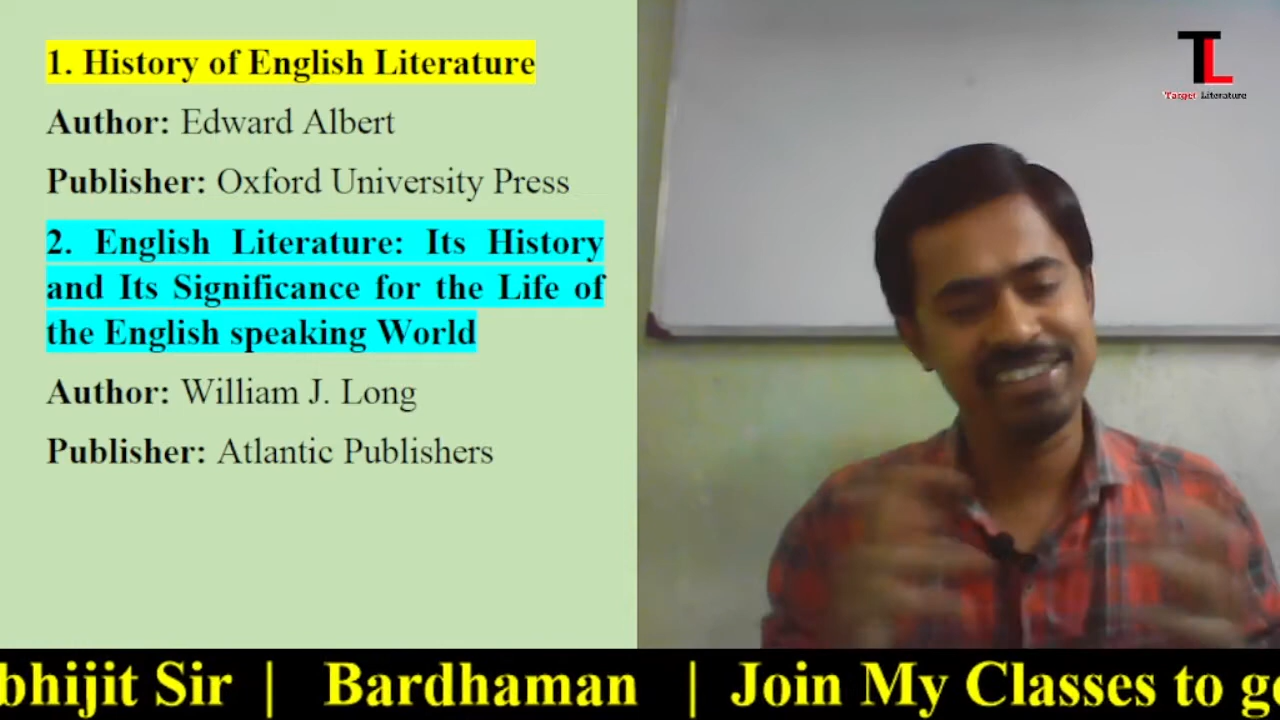 1. History of English Literature
Author: Edward Albert
Publisher: Oxford University Press
2. English Literature: Its History
and Its Significance for the Life of
the English speaking World
Author: William J. Long
Publisher: Atlantic Publishers
TL
Target Literature
bhijit Sir | Bardhaman | Join My Classes to ge